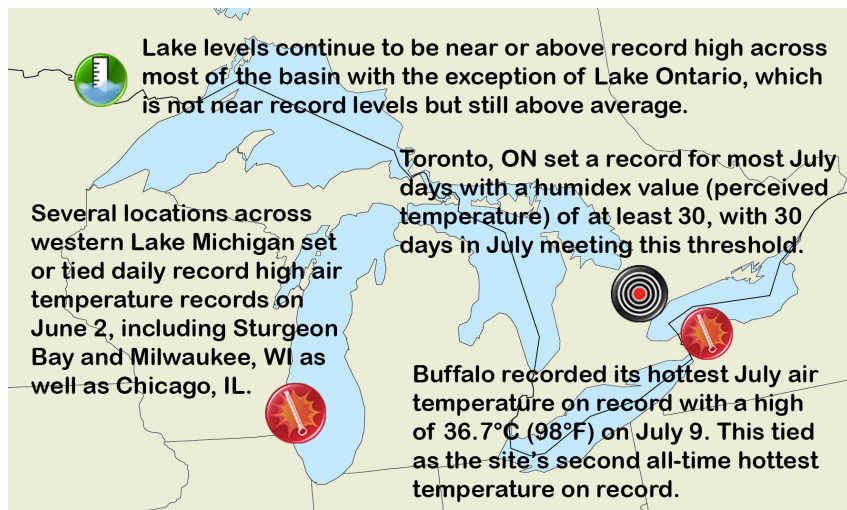 Lake levels continue to be near or above record high across
most of the basin with the exception of Lake Ontario, which
is not near record levels but still above average.
Toronto, ON set a record for most July
days with a humidex value (perceived
temperature) of at least 30, with 30
days in July meeting this threshold.
Several locations across
western Lake Michigan set
or tied daily record high air
temperature records on
June 2, including Sturgeon
Bay and Milwaukee, WI as
well as Chicago, IL.
Buffalo recorded its hottest July air
temperature on record with a high
of 36.7°C (98°F) on July 9. This tied
as the site's second all-time hottest
temperature on record.